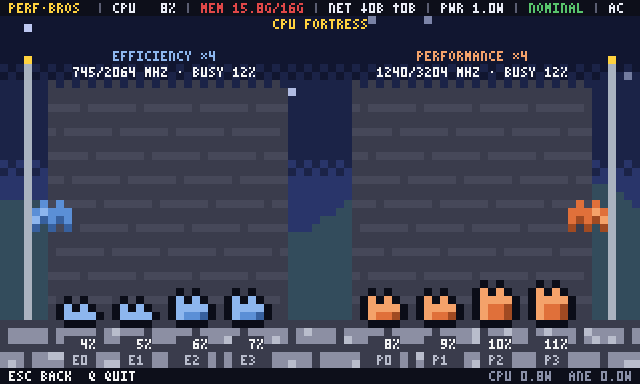 PERF·BROS | CPU 8% | MEM 15.8G/16G | NET ↓0B ↑0B | PWR 1.0W | NOMINAL | AC
CPU FORTRESS
EFFICIENCY ×4
745/2064 MHZ · BUSY 12%
PERFORMANCE ×4
1240/3204 MHZ · BUSY 12%
4% 5% 6% 7% 8% 9% 10% 11%
E0 E1 E2 E3 P0 P1 P2 P3
ESC BACK Q QUIT CPU 0.8W ANE 0.0W